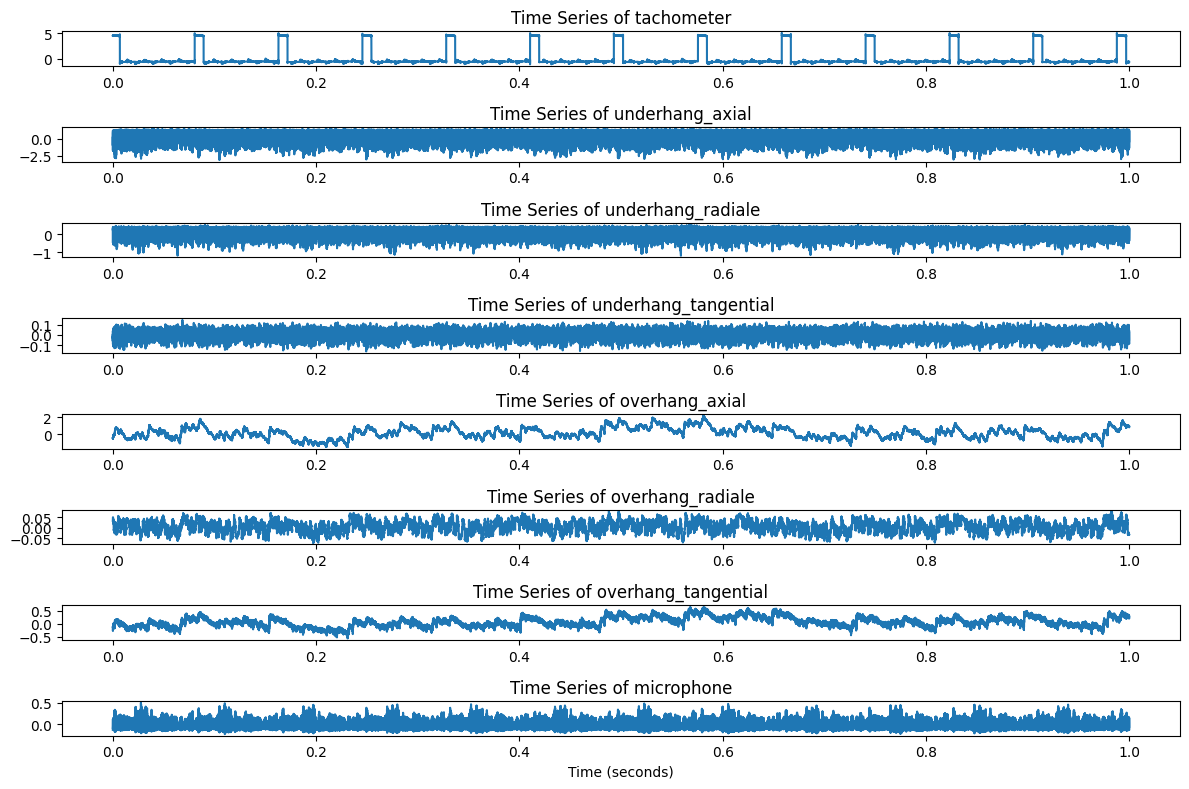 Time Series of tachometer
5
0
0.0 0.2 0.4 0.6 0.8 1.0
Time Series of underhang_axial
0.0
−2.5
0.0 0.2 0.4 0.6 0.8 1.0
Time Series of underhang_radiale
0
−1
0.0 0.2 0.4 0.6 0.8 1.0
Time Series of underhang_tangential
0.1
0.0
−0.1
0.0 0.2 0.4 0.6 0.8 1.0
Time Series of overhang_axial
2
0
0.0 0.2 0.4 0.6 0.8 1.0
Time Series of overhang_radiale
0.05
0.00
−0.05
0.0 0.2 0.4 0.6 0.8 1.0
Time Series of overhang_tangential
0.5
0.0
−0.5
0.0 0.2 0.4 0.6 0.8 1.0
Time Series of microphone
0.5
0.0
0.0 0.2 0.4 0.6 0.8 1.0
Time (seconds)